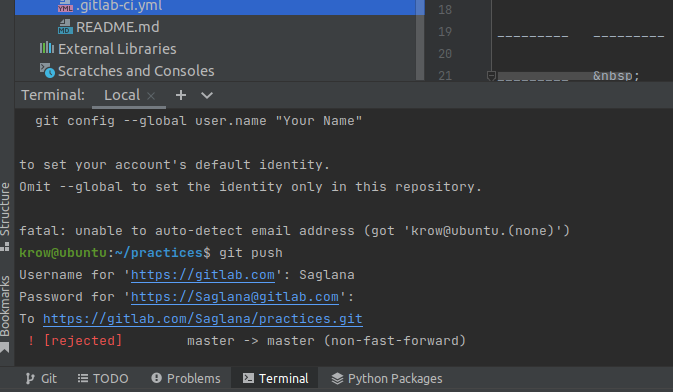 .gitlab-ci.yml
README.md
External Libraries
Scratches and Consoles
18
19 _________ _________
20
21 _________ &nbsp;
Terminal: Local × +
git config --global user.name "Your Name"
to set your account's default identity.
Omit --global to set the identity only in this repository.
fatal: unable to auto-detect email address (got 'krow@ubuntu.(none)')
krow@ubuntu:~/practices$ git push
Username for 'https://gitlab.com': Saglana
Password for 'https://Saglana@gitlab.com':
To https://gitlab.com/Saglana/practices.git
! [rejected] master -> master (non-fast-forward)
Structure
Bookmarks
Git TODO Problems Terminal Python Packages